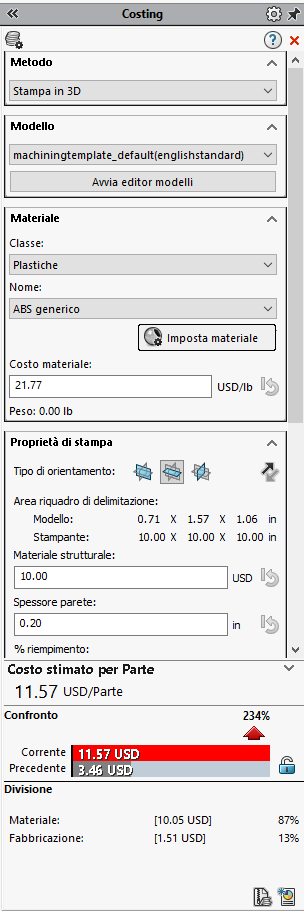 Costing
Metodo
Stampa in 3D
Modello
machiningtemplate_default(englishstandard)
Avvia editor modelli
Materiale
Classe:
Plastiche
Nome:
ABS generico
Imposta materiale
Costo materiale:
21.77 USD/lb
Peso: 0.00 lb
Proprietà di stampa
Tipo di orientamento:
Area riquadro di delimitazione:
Modello: 0.71 X 1.57 X 1.06 in
Stampante: 10.00 X 10.00 X 10.00 in
Materiale strutturale:
10.00 USD
Spessore parete:
0.20 in
% riempimento:
Costo stimato per Parte
11.57 USD/Parte
Confronto 234%
Corrente 11.57 USD
Precedente 3.46 USD
Divisione
Materiale: [10.05 USD] 87%
Fabbricazione: [1.51 USD] 13%